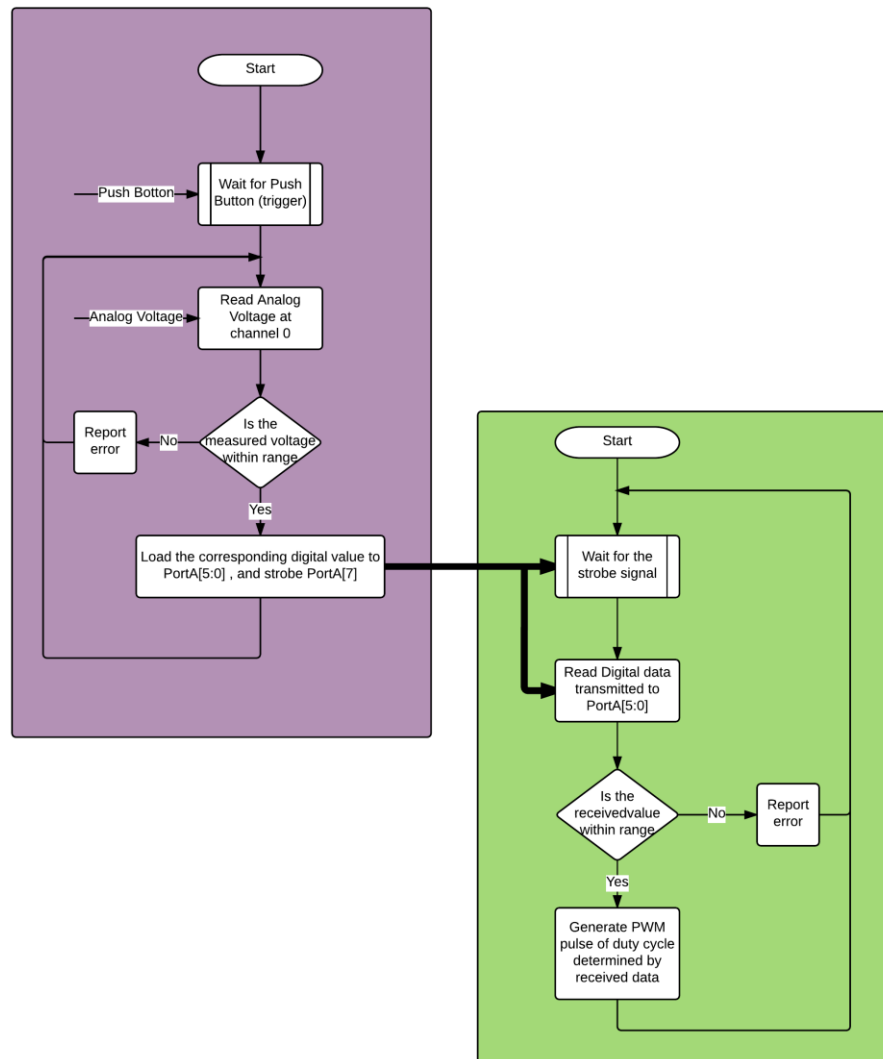 Start
Push Botton
Wait for Push
Button (trigger)
Analog Voltage
Read Analog
Voltage at
channel 0
Report
error
No
Is the
measured voltage
within range
Yes
Load the corresponding digital value to
PortA[5:0] , and strobe PortA[7]
Start
Wait for the
strobe signal
Read Digital data
transmitted to
PortA[5:0]
Is the
receivedvalue
within range
No
Report
error
Yes
Generate PWM
pulse of duty cycle
determined by
received data